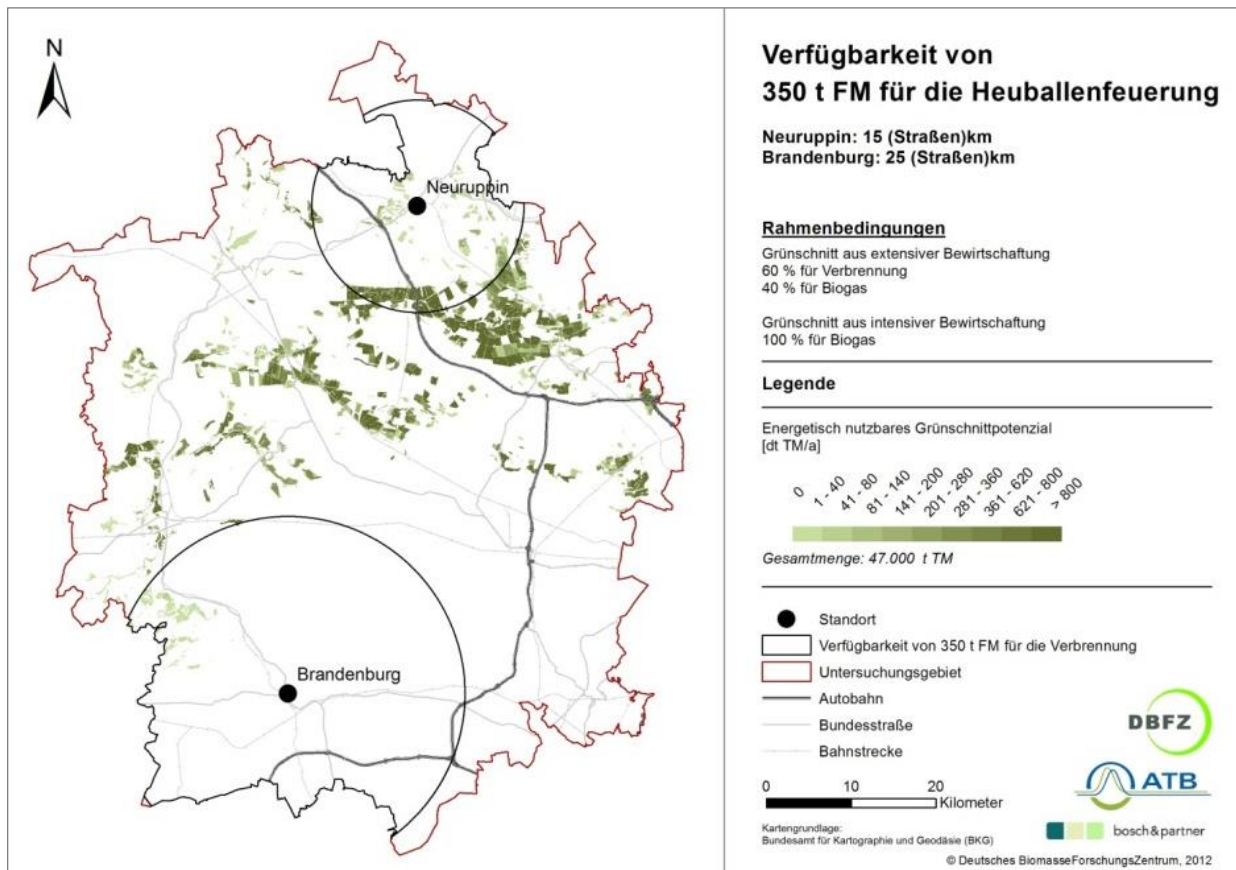 N
Neuruppin
Brandenburg
Verfügbarkeit von
350 t FM für die Heuballenfeuerung
Neuruppin: 15 (Straßen)km
Brandenburg: 25 (Straßen)km
Rahmenbedingungen
Grünschnitt aus extensiver Bewirtschaftung
60 % für Verbrennung
40 % für Biogas
Grünschnitt aus intensiver Bewirtschaftung
100 % für Biogas
Legende
Energetisch nutzbares Grünschnittpotenzial
[dt TM/a]
0
1 - 40
41 - 80
81 - 140
141 - 200
201 - 280
281 - 360
361 - 620
621 - 800
> 800
Gesamtmenge: 47.000 t TM
Standort
Verfügbarkeit von 350 t FM für die Verbrennung
Untersuchungsgebiet
Autobahn
Bundesstraße
Bahnstrecke
DBFZ
ATB
0 10 20
Kilometer
Kartengrundlage:
Bundesamt für Kartographie und Geodäsie (BKG)
bosch & partner
© Deutsches BiomasseForschungsZentrum, 2012